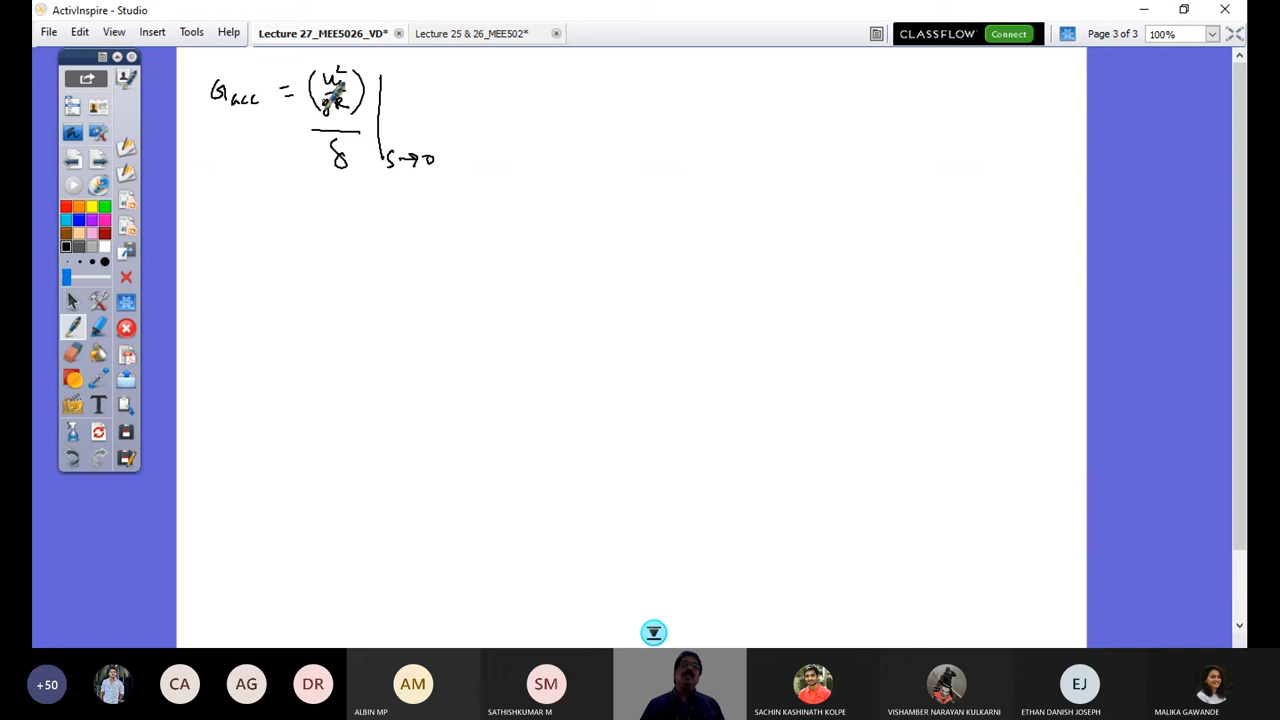 ActivInspire - Studio
File Edit View Insert Tools Help
Lecture 27_MEE5026_VD*
Lecture 25 & 26_MEE502*
CLASSFLOW
Connect
Page 3 of 3
100%
G_acc = (u²/gR)/δ | δ→0
+50
CA
AG
DR
AM
ALBIN MP
SM
SATHISHKUMAR M
SACHIN KASHINATH KOLPE
VISHAMBER NARAYAN KULKARNI
EJ
ETHAN DANISH JOSEPH
MALIKA GAWANDE